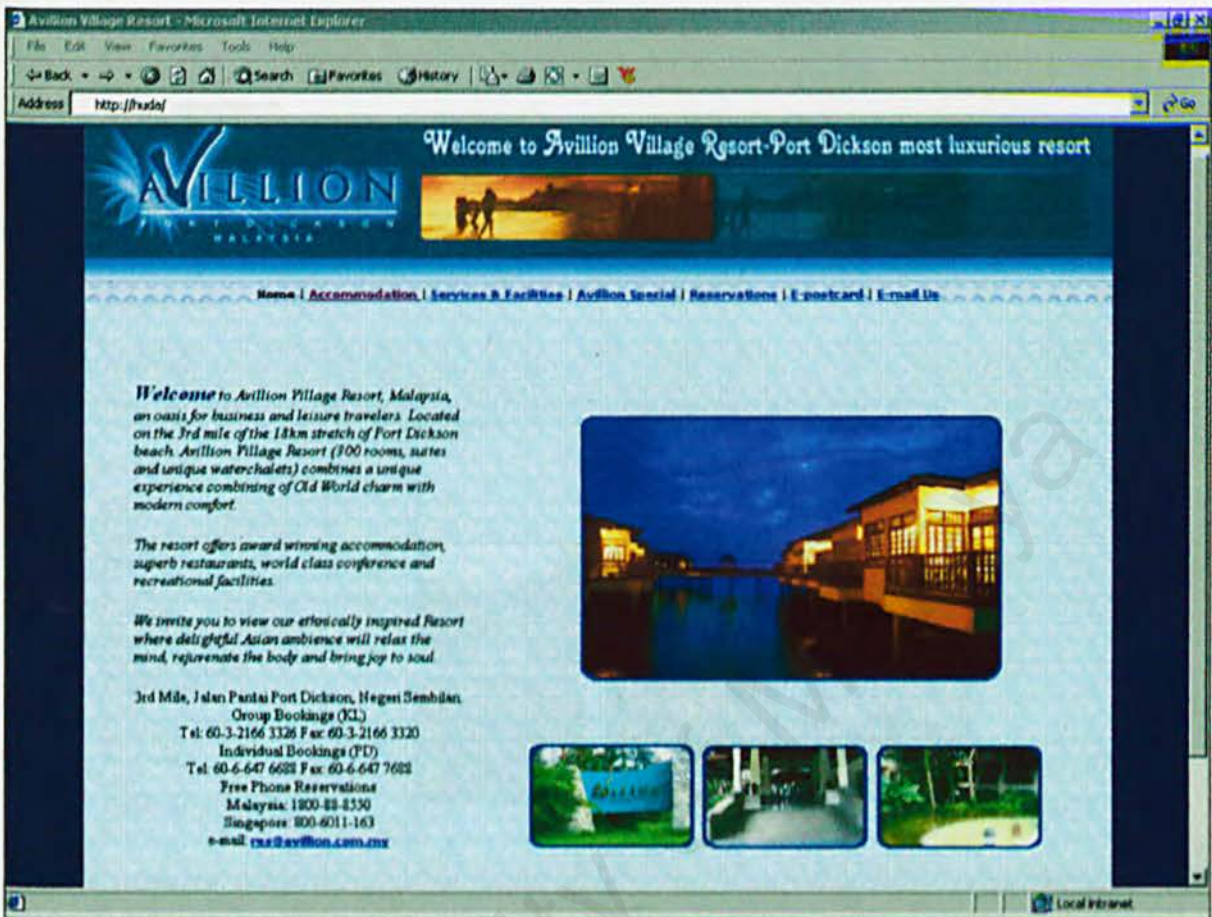 Avillion Village Resort - Microsoft Internet Explorer
File Edit View Favorites Tools Help
Back Search Favorites History
Address http://huda/ Go
AVILLION
PORT DICKSON
MALAYSIA
Welcome to Avillion Village Resort-Port Dickson most luxurious resort
Home | Accommodation | Services & Facilities | Avillion Special | Reservations | E-postcard | E-mail Us
Welcome to Avillion Village Resort, Malaysia,
an oasis for business and leisure travelers. Located
on the 3rd mile of the 18km stretch of Port Dickson
beach. Avillion Village Resort (300 rooms, suites
and unique waterchalets) combines a unique
experience combining of Old World charm with
modern comfort.
The resort offers award winning accommodation,
superb restaurants, world class conference and
recreational facilities.
We invite you to view our ethnically inspired Resort
where delightful Asian ambience will relax the
mind, rejuvenate the body and bring joy to soul.
3rd Mile, Jalan Pantai Port Dickson, Negeri Sembilan.
Group Bookings (KL)
Tel: 60-3-2166 3326 Fax: 60-3-2166 3320
Individual Bookings (PD)
Tel: 60-6-647 6688 Fax: 60-6-647 7688
Free Phone Reservations
Malaysia: 1800-88-8550
Singapore: 800-6011-163
e-mail:
Local intranet